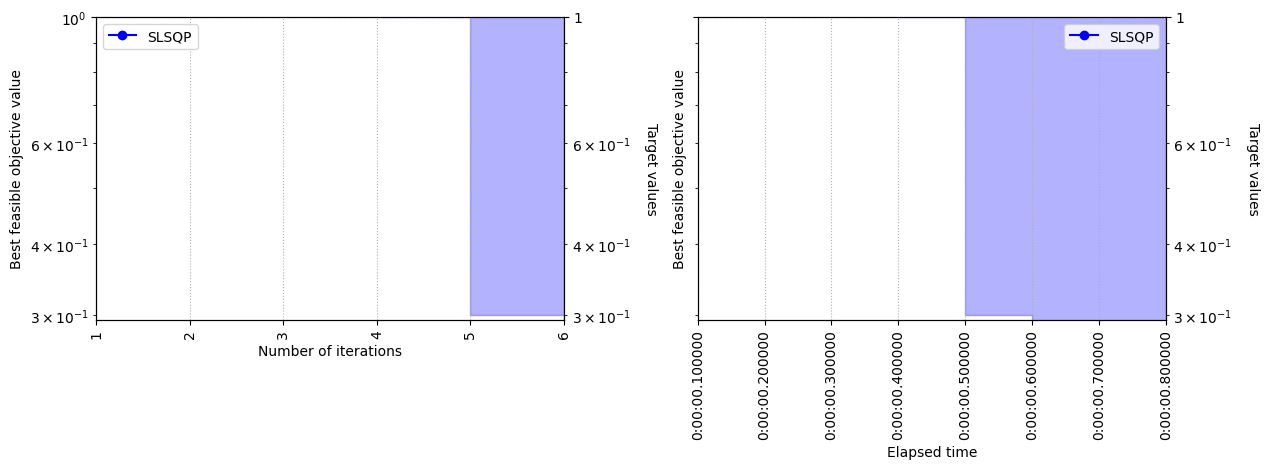 10⁰
6 × 10⁻¹
4 × 10⁻¹
3 × 10⁻¹
Best feasible objective value
SLSQP
1
2
3
4
5
6
Number of iterations
1
6 × 10⁻¹
4 × 10⁻¹
3 × 10⁻¹
Target values
Best feasible objective value
SLSQP
0:00:00.100000
0:00:00.200000
0:00:00.300000
0:00:00.400000
0:00:00.500000
0:00:00.600000
0:00:00.700000
0:00:00.800000
Elapsed time
1
6 × 10⁻¹
4 × 10⁻¹
3 × 10⁻¹
Target values